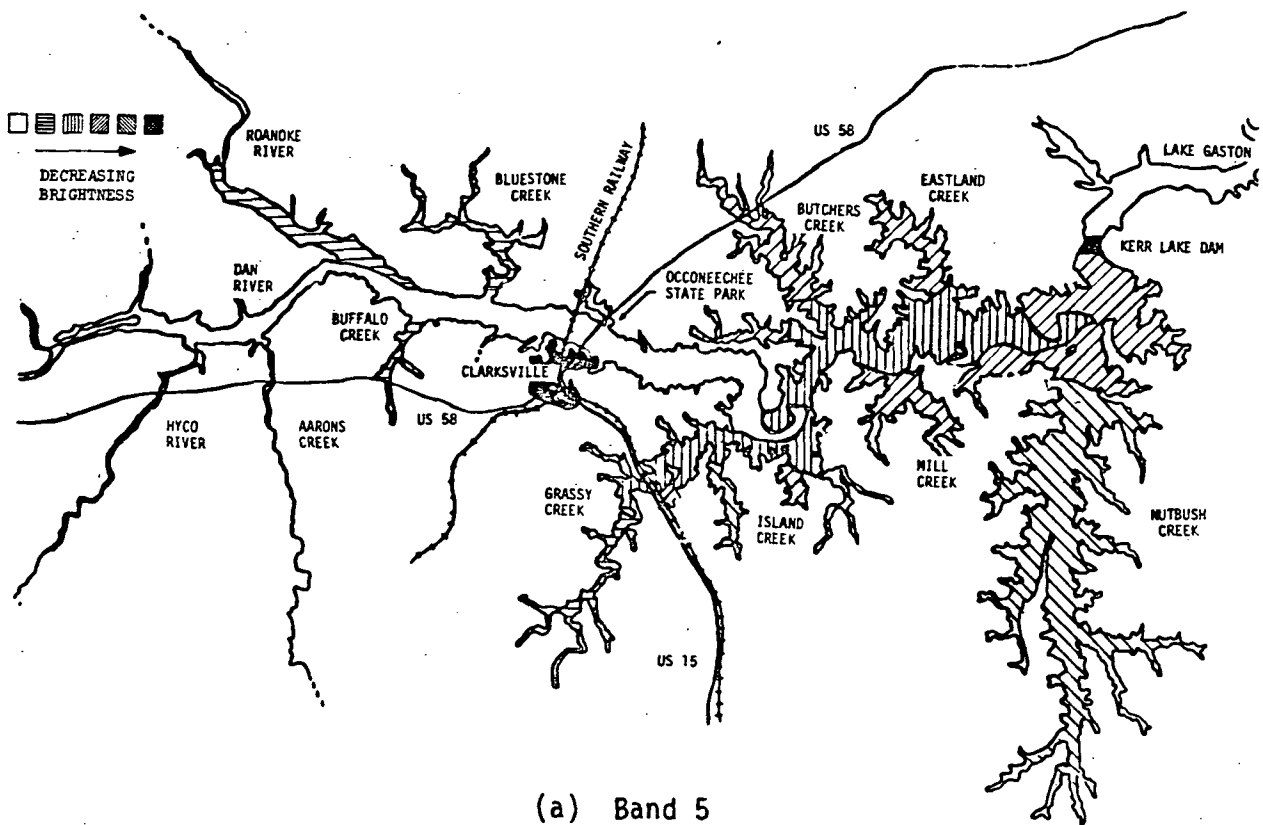 US 58
ROANOKE
RIVER
LAKE GASTON
DECREASING
BRIGHTNESS
BLUESTONE
CREEK
SOUTHERN RAILWAY
EASTLAND
CREEK
BUTCHERS
CREEK
KERR LAKE DAM
DAN
RIVER
OCCONEECHEE
STATE PARK
BUFFALO
CREEK
CLARKSVILLE
HYCO
RIVER
AARONS
CREEK
US 58
GRASSY
CREEK
ISLAND
CREEK
MILL
CREEK
NUTBUSH
CREEK
US 15
(a) Band 5